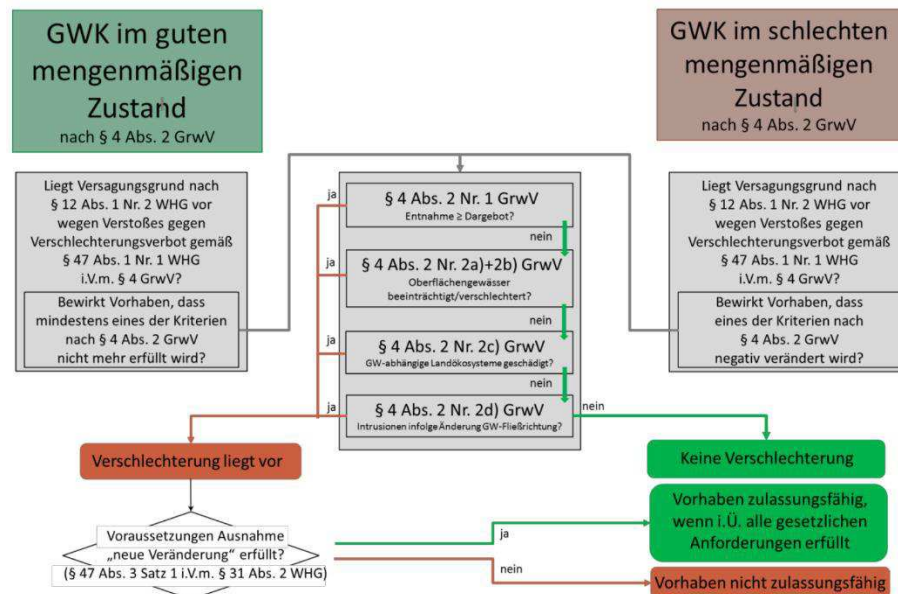 GWK im guten
mengenmäßigen
Zustand
nach § 4 Abs. 2 GrwV
GWK im schlechten
mengenmäßigen
Zustand
nach § 4 Abs. 2 GrwV
Liegt Versagungsgrund nach
§ 12 Abs. 1 Nr. 2 WHG vor
wegen Verstoßes gegen
Verschlechterungsverbot gemäß
§ 47 Abs. 1 Nr. 1 WHG
i.V.m. § 4 GrwV?
Bewirkt Vorhaben, dass
mindestens eines der Kriterien
nach § 4 Abs. 2 GrwV
nicht mehr erfüllt wird?
ja
§ 4 Abs. 2 Nr. 1 GrwV
Entnahme ≥ Dargebot?
nein
ja
§ 4 Abs. 2 Nr. 2a)+2b) GrwV
Oberflächengewässer
beeinträchtigt/verschlechtert?
nein
ja
§ 4 Abs. 2 Nr. 2c) GrwV
GW-abhängige Landökosysteme geschädigt?
nein
ja
§ 4 Abs. 2 Nr. 2d) GrwV
Intrusionen infolge Änderung GW-Fließrichtung?
nein
Liegt Versagungsgrund nach
§ 12 Abs. 1 Nr. 2 WHG vor
wegen Verstoßes gegen
Verschlechterungsverbot gemäß
§ 47 Abs. 1 Nr. 1 WHG
i.V.m. § 4 GrwV?
Bewirkt Vorhaben, dass
eines der Kriterien nach
§ 4 Abs. 2 GrwV
negativ verändert wird?
Verschlechterung liegt vor
Keine Verschlechterung
Voraussetzungen Ausnahme
„neue Veränderung“ erfüllt?
(§ 47 Abs. 3 Satz 1 i.V.m. § 31 Abs. 2 WHG)
ja
Vorhaben zulassungsfähig,
wenn i.Ü. alle gesetzlichen
Anforderungen erfüllt
nein
Vorhaben nicht zulassungsfähig